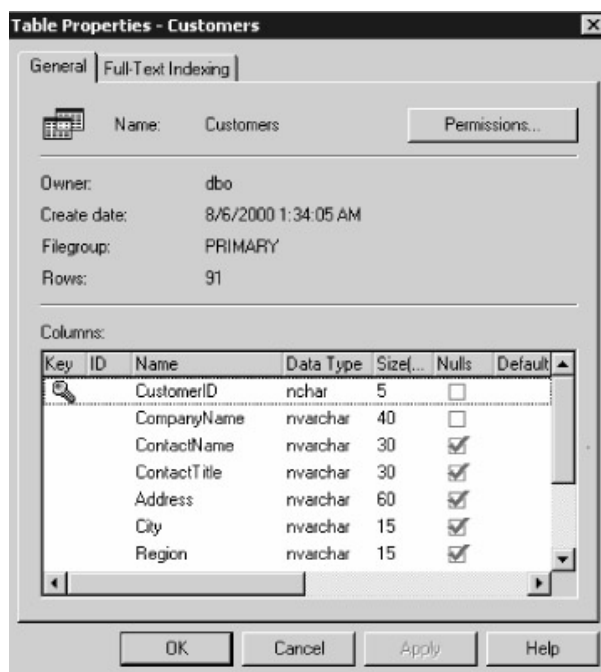 Table Properties - Customers
General Full-Text Indexing
Name: Customers Permissions...
Owner: dbo
Create date: 8/6/2000 1:34:05 AM
Filegroup: PRIMARY
Rows: 91
Columns:
Key ID Name Data Type Size(... Nulls Default
CustomerID nchar 5
CompanyName nvarchar 40
ContactName nvarchar 30
ContactTitle nvarchar 30
Address nvarchar 60
City nvarchar 15
Region nvarchar 15
OK Cancel Apply Help